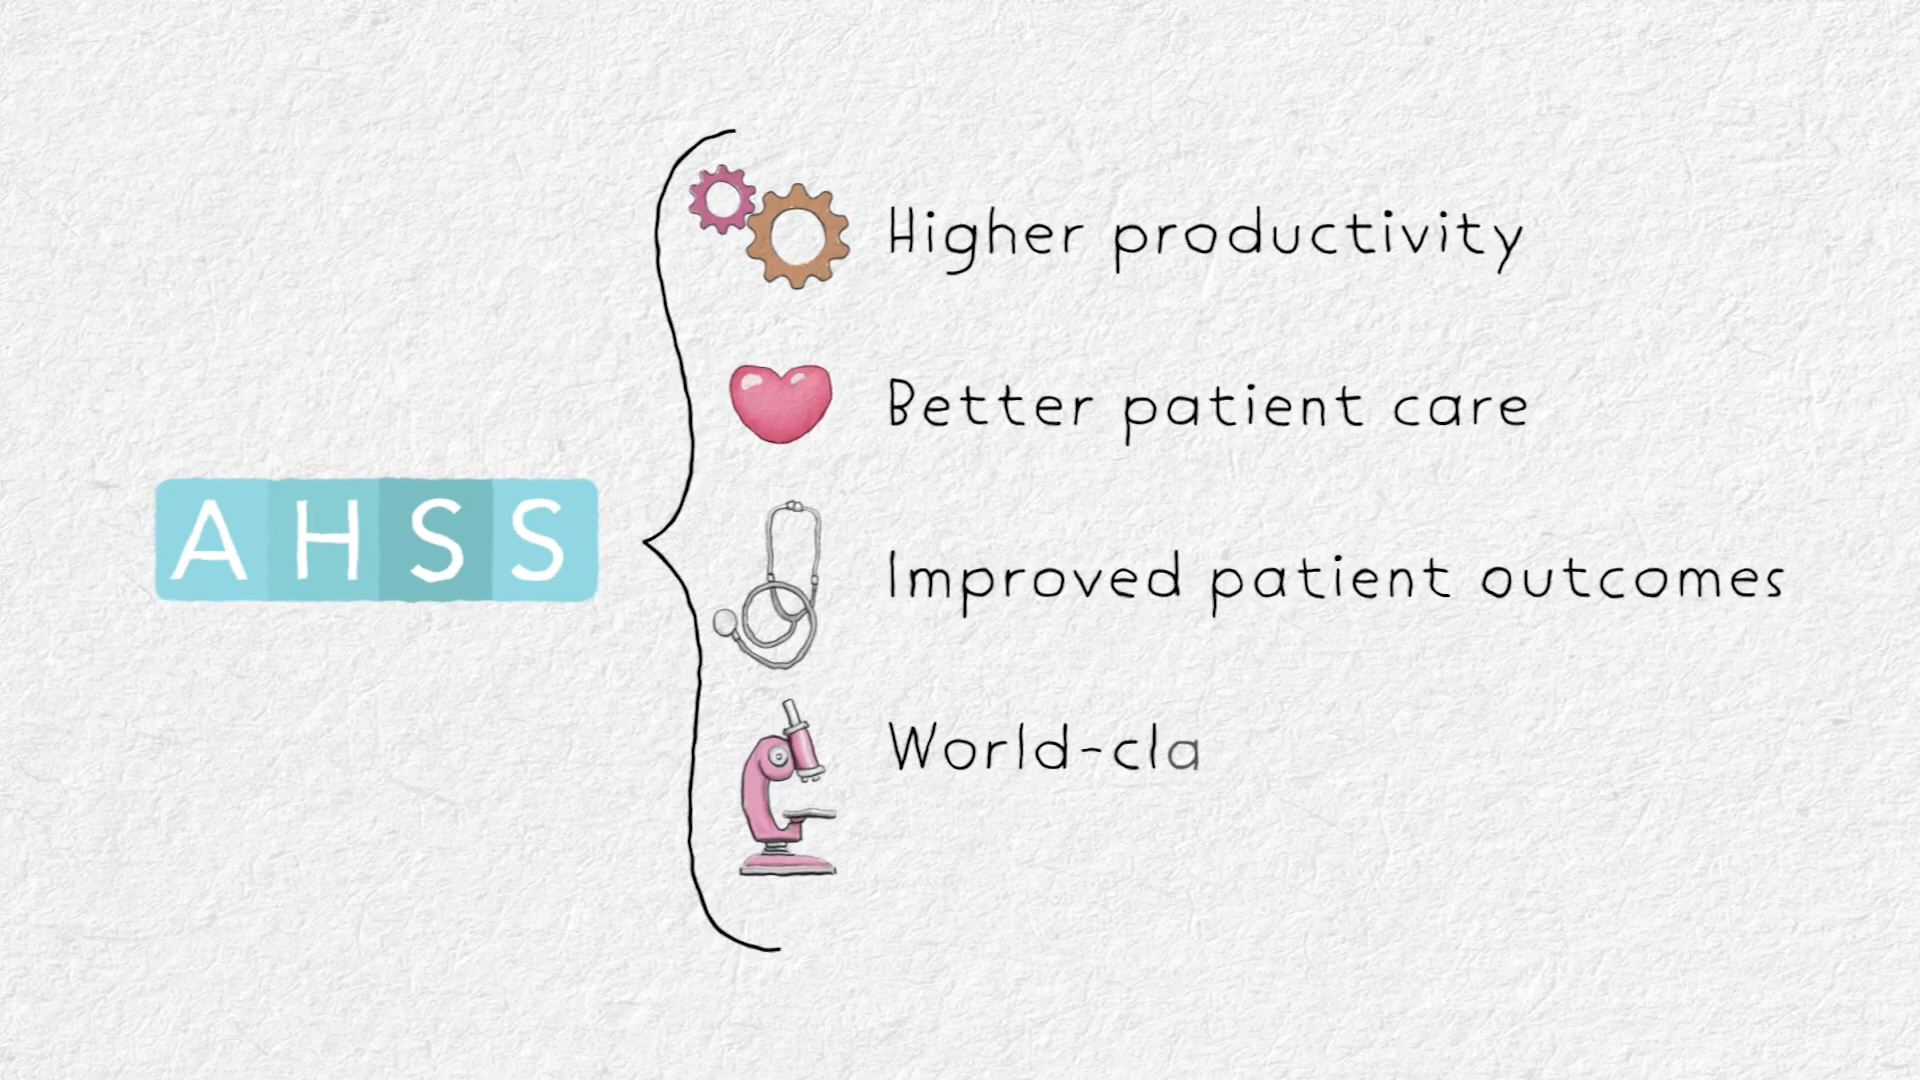 AHSS
Higher productivity
Better patient care
Improved patient outcomes
World-cla